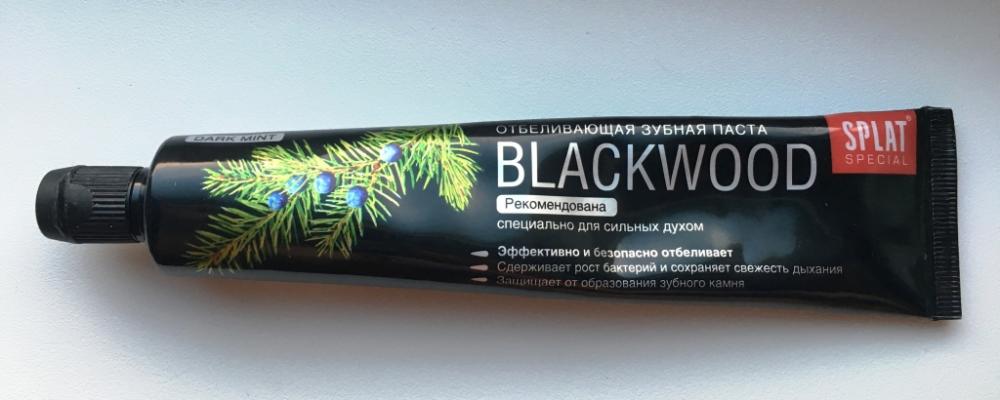 DARK MINT
ОТБЕЛИВАЮЩАЯ ЗУБНАЯ ПАСТА
BLACKWOOD
Рекомендована
специально для сильных духом
Эффективно и безопасно отбеливает
Сдерживает рост бактерий и сохраняет свежесть дыхания
Защищает от образования зубного камня
SPLAT®
SPECIAL